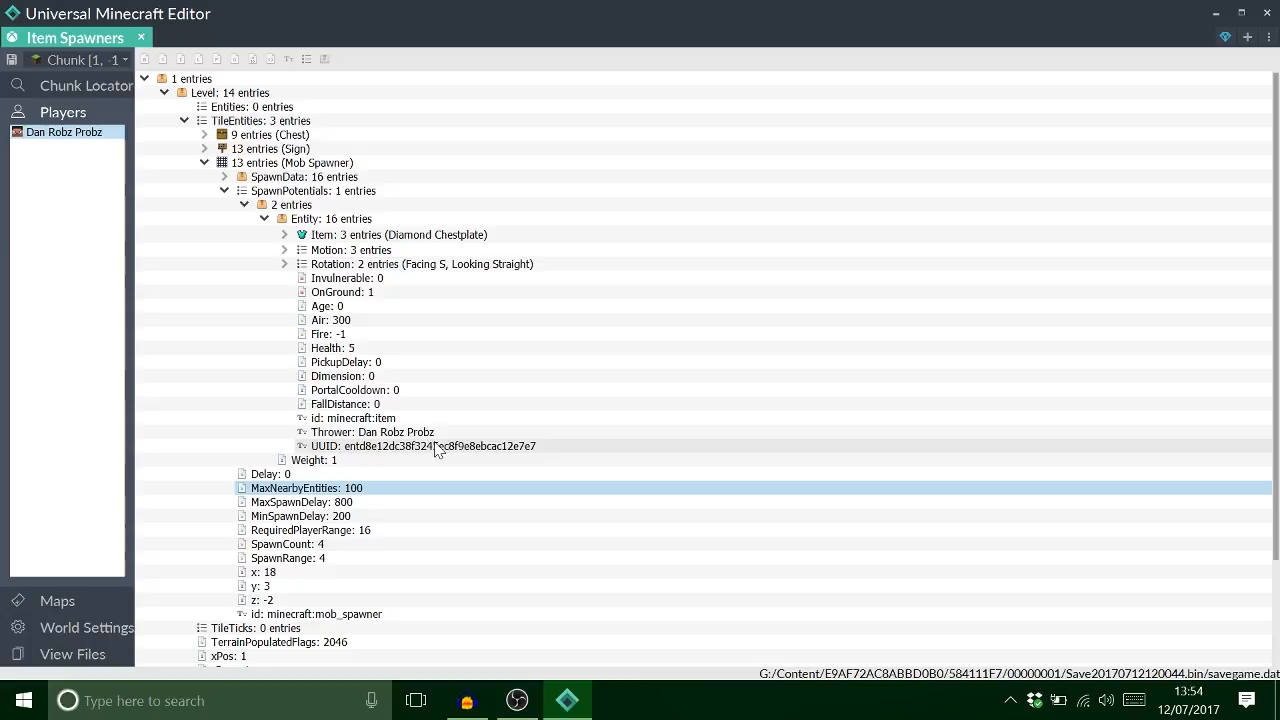 Universal Minecraft Editor
Item Spawners
Chunk [1, -1
Chunk Locator
Players
Dan Robz Probz
Maps
World Settings
View Files
1 entries
Level: 14 entries
Entities: 0 entries
TileEntities: 3 entries
9 entries (Chest)
13 entries (Sign)
13 entries (Mob Spawner)
SpawnData: 16 entries
SpawnPotentials: 1 entries
2 entries
Entity: 16 entries
Item: 3 entries (Diamond Chestplate)
Motion: 3 entries
Rotation: 2 entries (Facing S, Looking Straight)
Invulnerable: 0
OnGround: 1
Age: 0
Air: 300
Fire: -1
Health: 5
PickupDelay: 0
Dimension: 0
PortalCooldown: 0
FallDistance: 0
id: minecraft:item
Thrower: Dan Robz Probz
UUID:
Weight: 1
Delay: 0
MaxNearbyEntities: 100
MaxSpawnDelay: 800
MinSpawnDelay: 200
RequiredPlayerRange: 16
SpawnCount: 4
SpawnRange: 4
x: 18
y: 3
z: -2
id: minecraft:mob_spawner
TileTicks: 0 entries
TerrainPopulatedFlags: 2046
xPos: 1
G:/Content/E9AF72AC8ABBD0B0/584111F7/00000001/Save20170712120044.bin/savegame.dat
Type here to search
13:54
12/07/2017